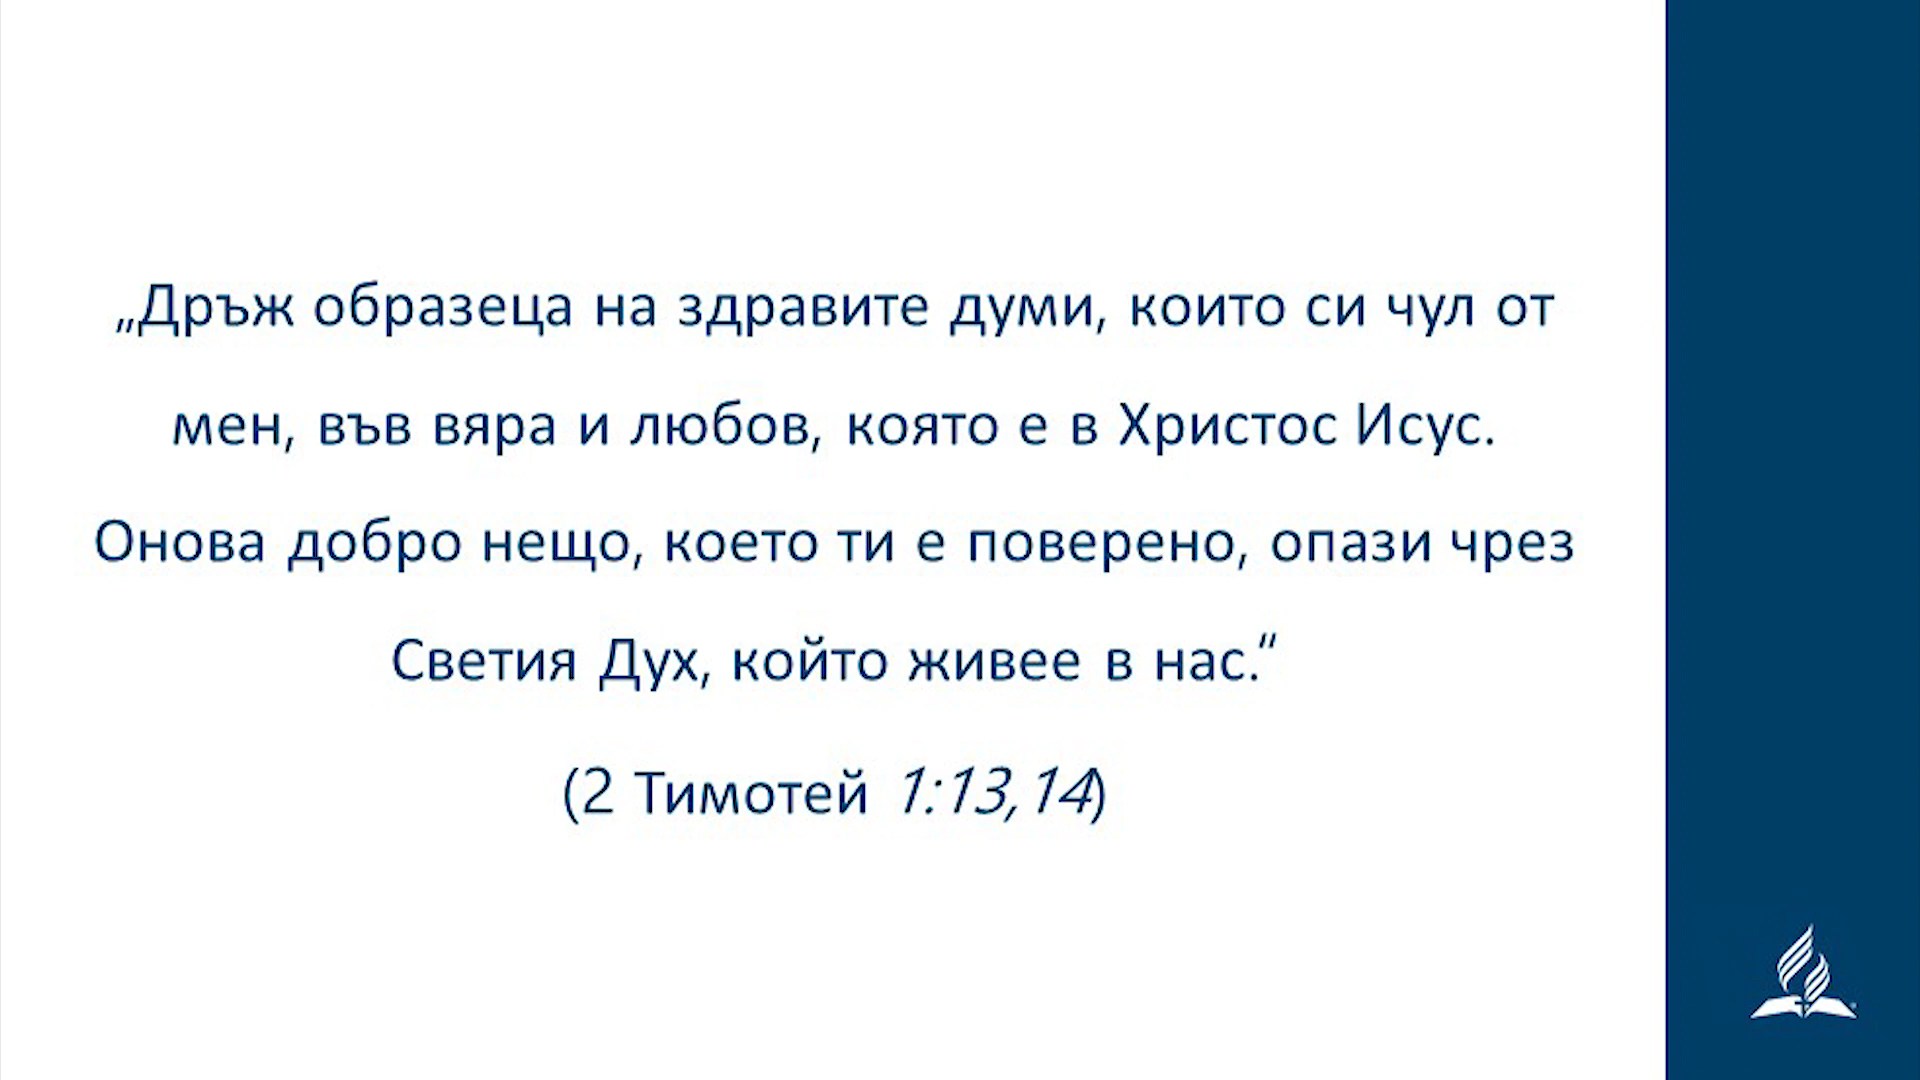 „Дръж образеца на здравите думи, които си чул от
мен, във вяра и любов, която е в Христос Исус.
Онова добро нещо, което ти е поверено, опази чрез
Светия Дух, който живее в нас.“
(2 Тимотей 1:13,14)